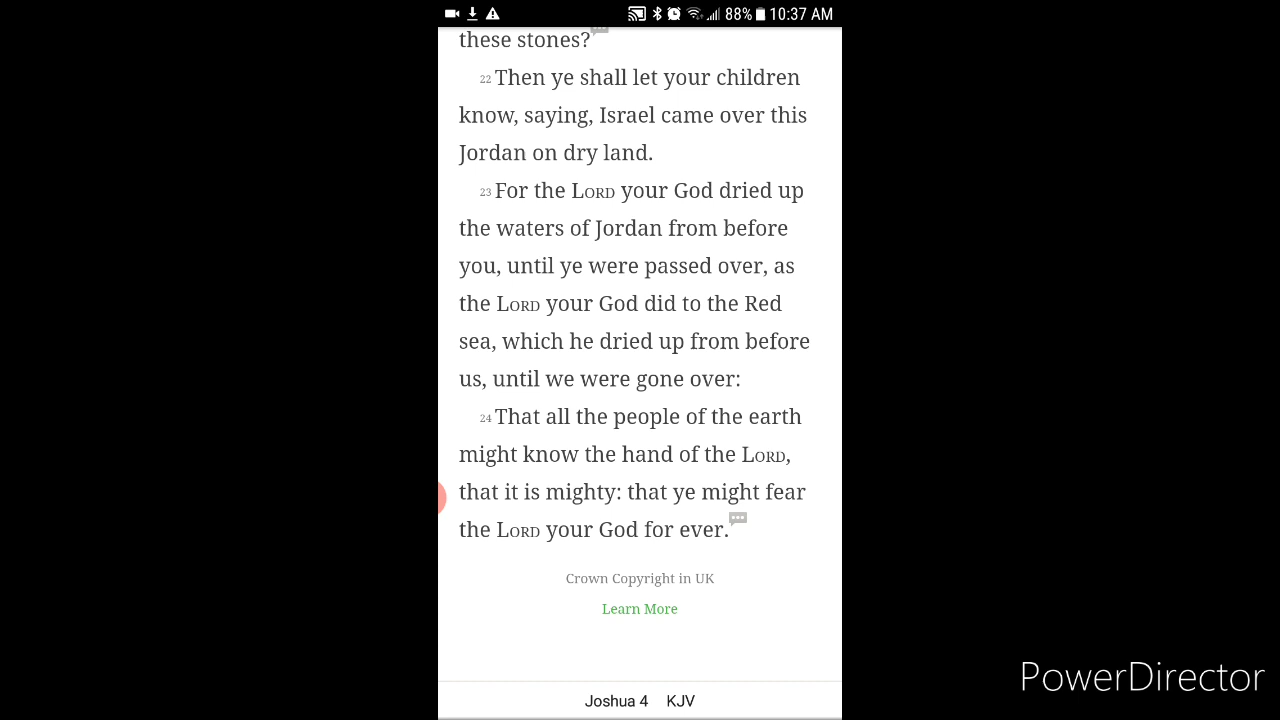 88% 10:37 AM
these stones?
22 Then ye shall let your children
know, saying, Israel came over this
Jordan on dry land.
23 For the LORD your God dried up
the waters of Jordan from before
you, until ye were passed over, as
the LORD your God did to the Red
sea, which he dried up from before
us, until we were gone over:
24 That all the people of the earth
might know the hand of the LORD,
that it is mighty: that ye might fear
the LORD your God for ever.
Crown Copyright in UK
Learn More
Joshua 4 KJV
PowerDirector